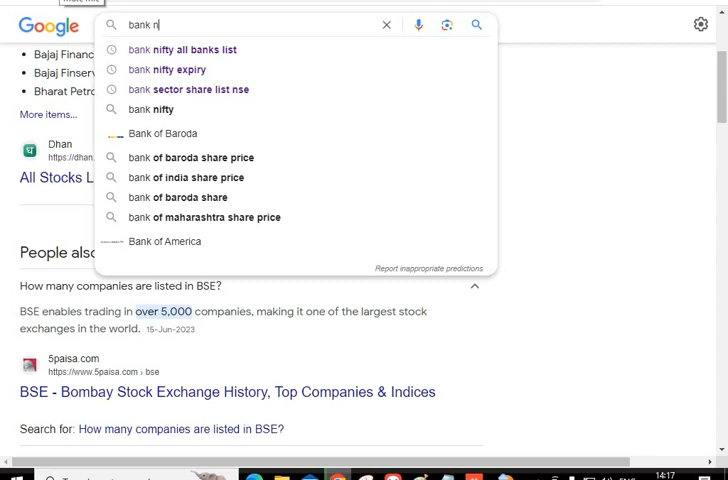 Google
bank n
bank nifty all banks list
bank nifty expiry
bank sector share list nse
bank nifty
Bank of Baroda
bank of baroda share price
bank of india share price
bank of baroda share
bank of maharashtra share price
Bank of America
Report inappropriate predictions
Bajaj Financ
Bajaj Finserv
Bharat Petro
More items...
ध
Dhan
https://dhan.
All Stocks L
People also
How many companies are listed in BSE?
BSE enables trading in over 5,000 companies, making it one of the largest stock
exchanges in the world. 15-Jun-2023
5paisa.com
https://www.5paisa.com › bse
BSE - Bombay Stock Exchange History, Top Companies & Indices
Search for: How many companies are listed in BSE?
14:17